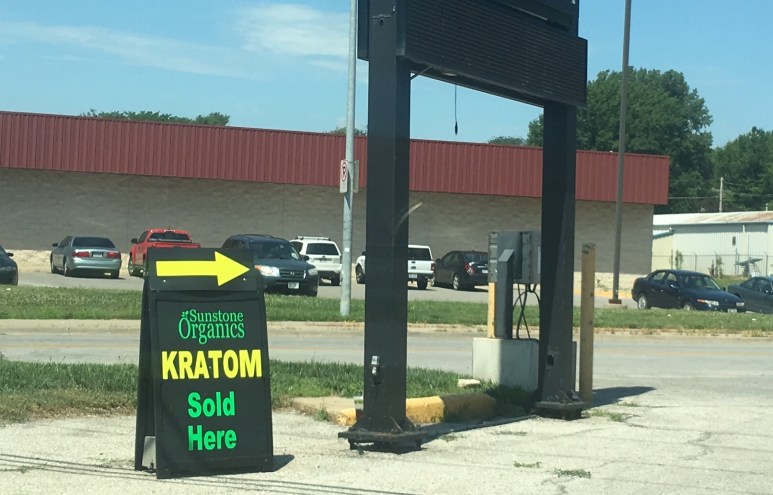 Sunstone
Organics
KRATOM
Sold
Here